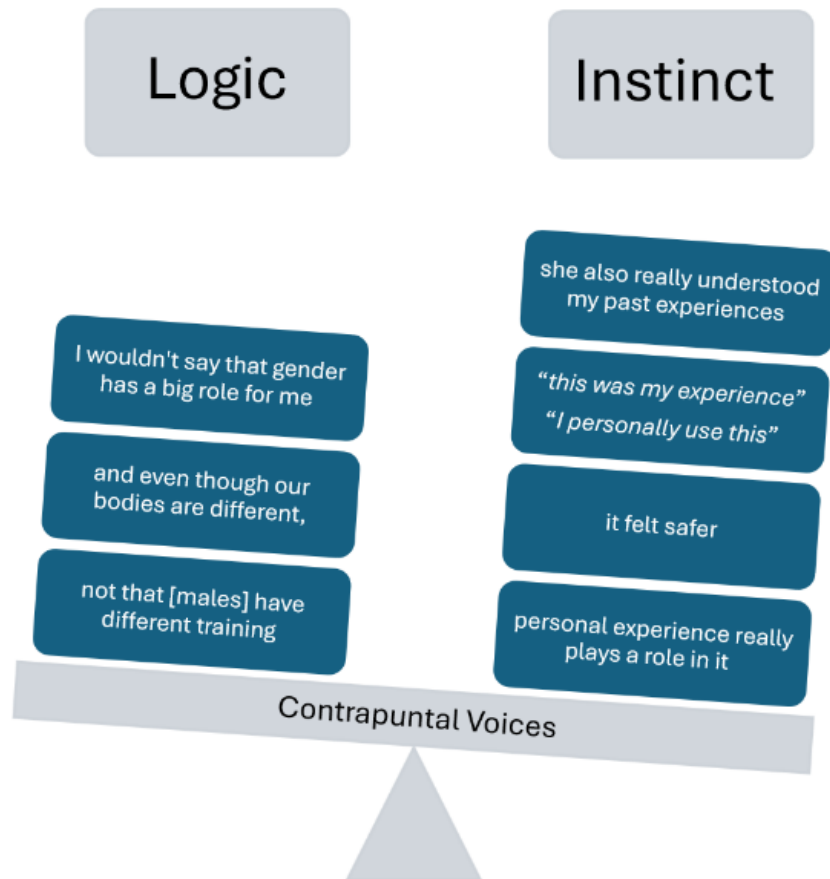 Logic
Instinct
I wouldn't say that gender
has a big role for me
and even though our
bodies are different,
not that [males] have
different training
she also really understood
my past experiences
“this was my experience”
“I personally use this”
it felt safer
personal experience really
plays a role in it
Contrapuntal Voices